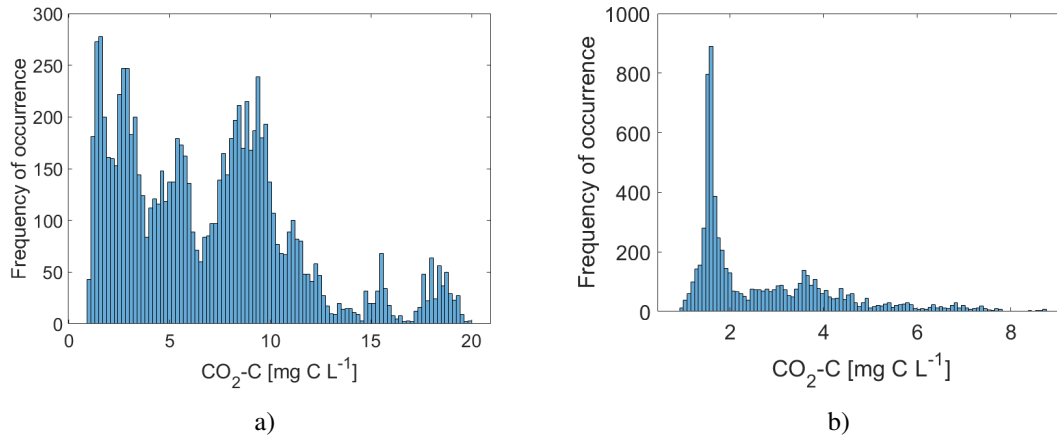 300
250
200
150
100
50
0
Frequency of occurrence
0 5 10 15 20
CO₂-C [mg C L⁻¹]
a)
1000
800
600
400
200
0
Frequency of occurrence
2 4 6 8
CO₂-C [mg C L⁻¹]
b)